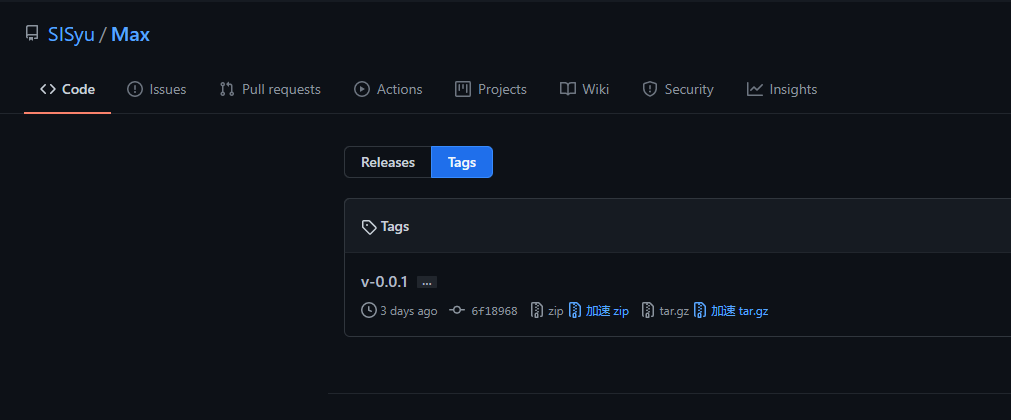 SISyu / Max
Code Issues Pull requests Actions Projects Wiki Security Insights
Releases Tags
Tags
v-0.0.1 ...
3 days ago 6f18968 zip 加速 zip tar.gz 加速 tar.gz